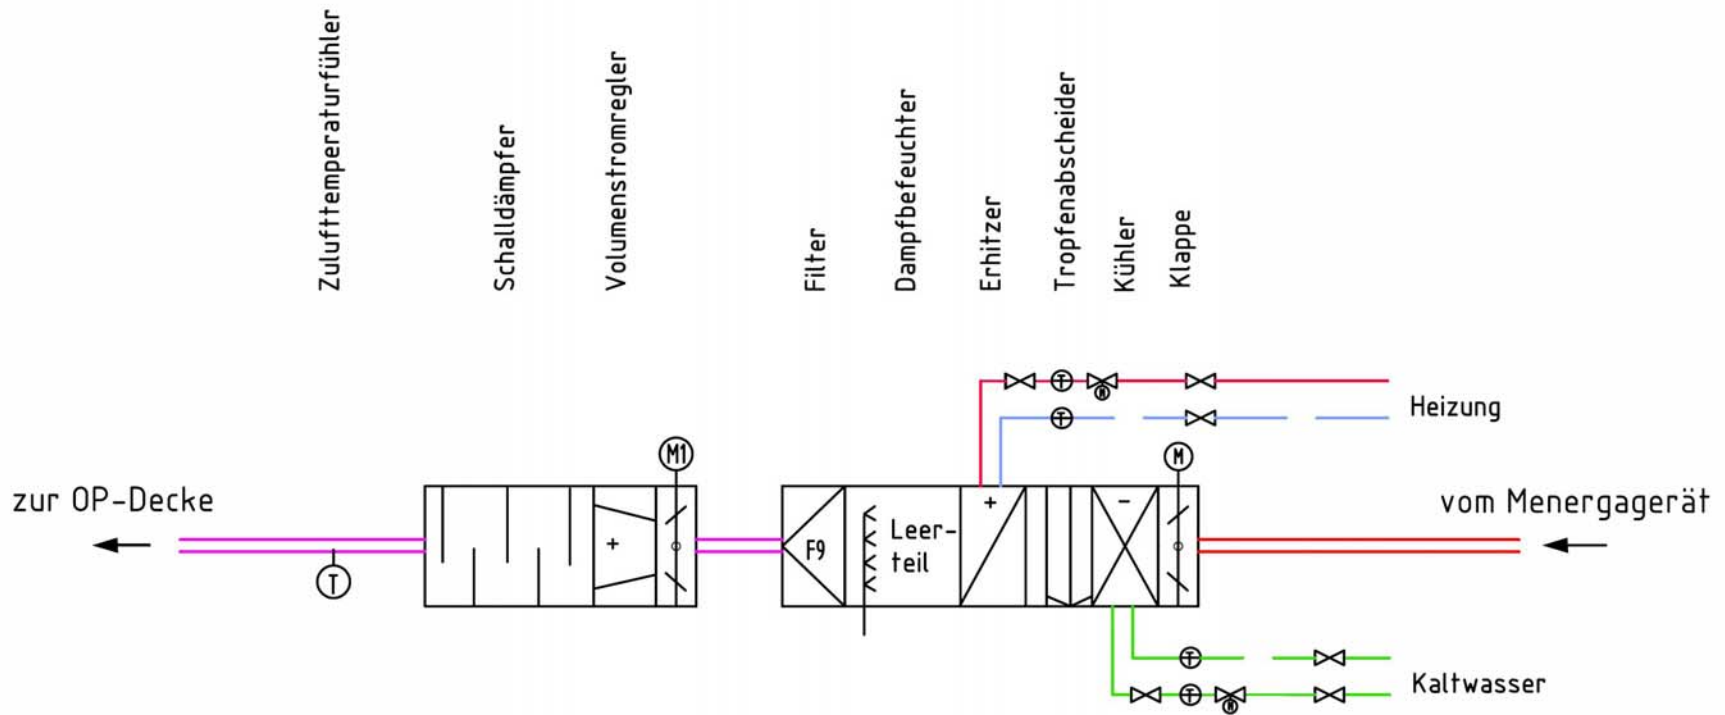 Zulufttemperaturfühler
Schalldämpfer
Volumenstromregler
Filter
Dampfbefeuchter
Erhitzer
Tropfenabscheider
Kühler
Klappe
T
M
Heizung
T
M1
M
zur OP-Decke
vom Menergagerät
+
-
+
F9
Leer-
teil
T
T
Kaltwasser
T
M